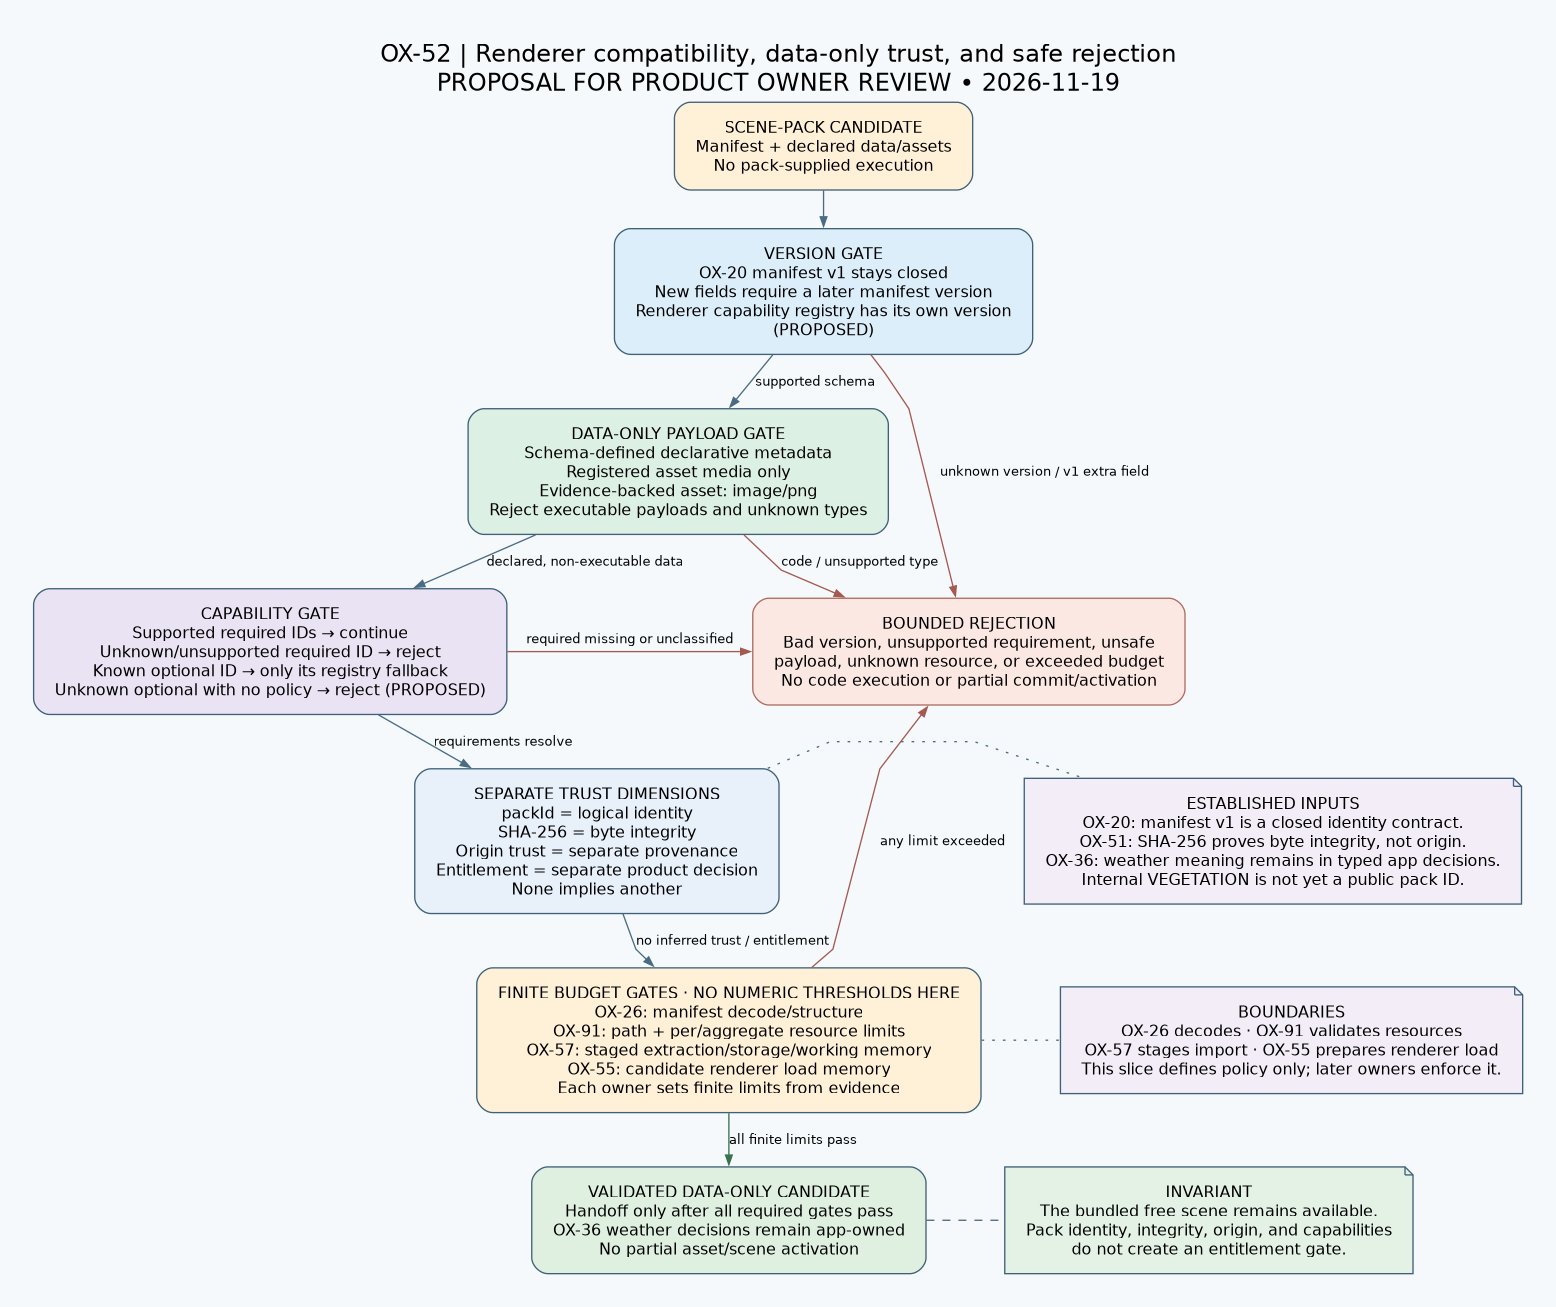 OX-52 | Renderer compatibility, data-only trust, and safe rejection
PROPOSAL FOR PRODUCT OWNER REVIEW • 2026-11-19
SCENE-PACK CANDIDATE
Manifest + declared data/assets
No pack-supplied execution
VERSION GATE
OX-20 manifest v1 stays closed
New fields require a later manifest version
Renderer capability registry has its own version
(PROPOSED)
supported schema
DATA-ONLY PAYLOAD GATE
Schema-defined declarative metadata
Registered asset media only
Evidence-backed asset: image/png
Reject executable payloads and unknown types
unknown version / v1 extra field
declared, non-executable data
code / unsupported type
CAPABILITY GATE
Supported required IDs → continue
Unknown/unsupported required ID → reject
Known optional ID → only its registry fallback
Unknown optional with no policy → reject (PROPOSED)
required missing or unclassified
BOUNDED REJECTION
Bad version, unsupported requirement, unsafe
payload, unknown resource, or exceeded budget
No code execution or partial commit/activation
requirements resolve
SEPARATE TRUST DIMENSIONS
packId = logical identity
SHA-256 = byte integrity
Origin trust = separate provenance
Entitlement = separate product decision
None implies another
any limit exceeded
ESTABLISHED INPUTS
OX-20: manifest v1 is a closed identity contract.
OX-51: SHA-256 proves byte integrity, not origin.
OX-36: weather meaning remains in typed app decisions.
Internal VEGETATION is not yet a public pack ID.
no inferred trust / entitlement
FINITE BUDGET GATES · NO NUMERIC THRESHOLDS HERE
OX-26: manifest decode/structure
OX-91: path + per/aggregate resource limits
OX-57: staged extraction/storage/working memory
OX-55: candidate renderer load memory
Each owner sets finite limits from evidence
BOUNDARIES
OX-26 decodes · OX-91 validates resources
OX-57 stages import · OX-55 prepares renderer load
This slice defines policy only; later owners enforce it.
all finite limits pass
VALIDATED DATA-ONLY CANDIDATE
Handoff only after all required gates pass
OX-36 weather decisions remain app-owned
No partial asset/scene activation
INVARIANT
The bundled free scene remains available.
Pack identity, integrity, origin, and capabilities
do not create an entitlement gate.